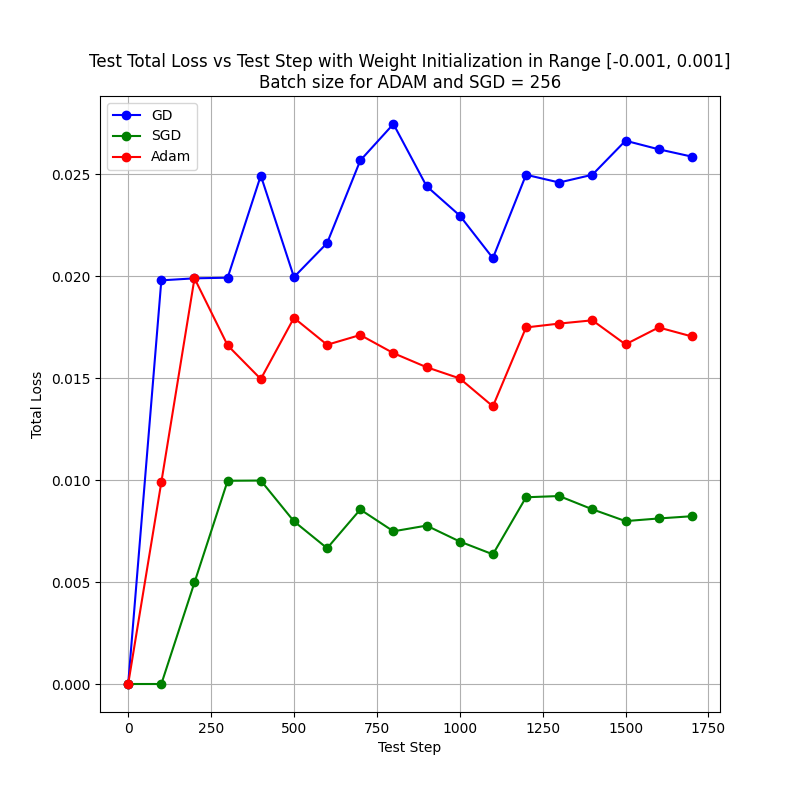 Test Total Loss vs Test Step with Weight Initialization in Range [-0.001, 0.001]
Batch size for ADAM and SGD = 256
GD
SGD
Adam
Total Loss
0.025
0.020
0.015
0.010
0.005
0.000
0 250 500 750 1000 1250 1500 1750
Test Step